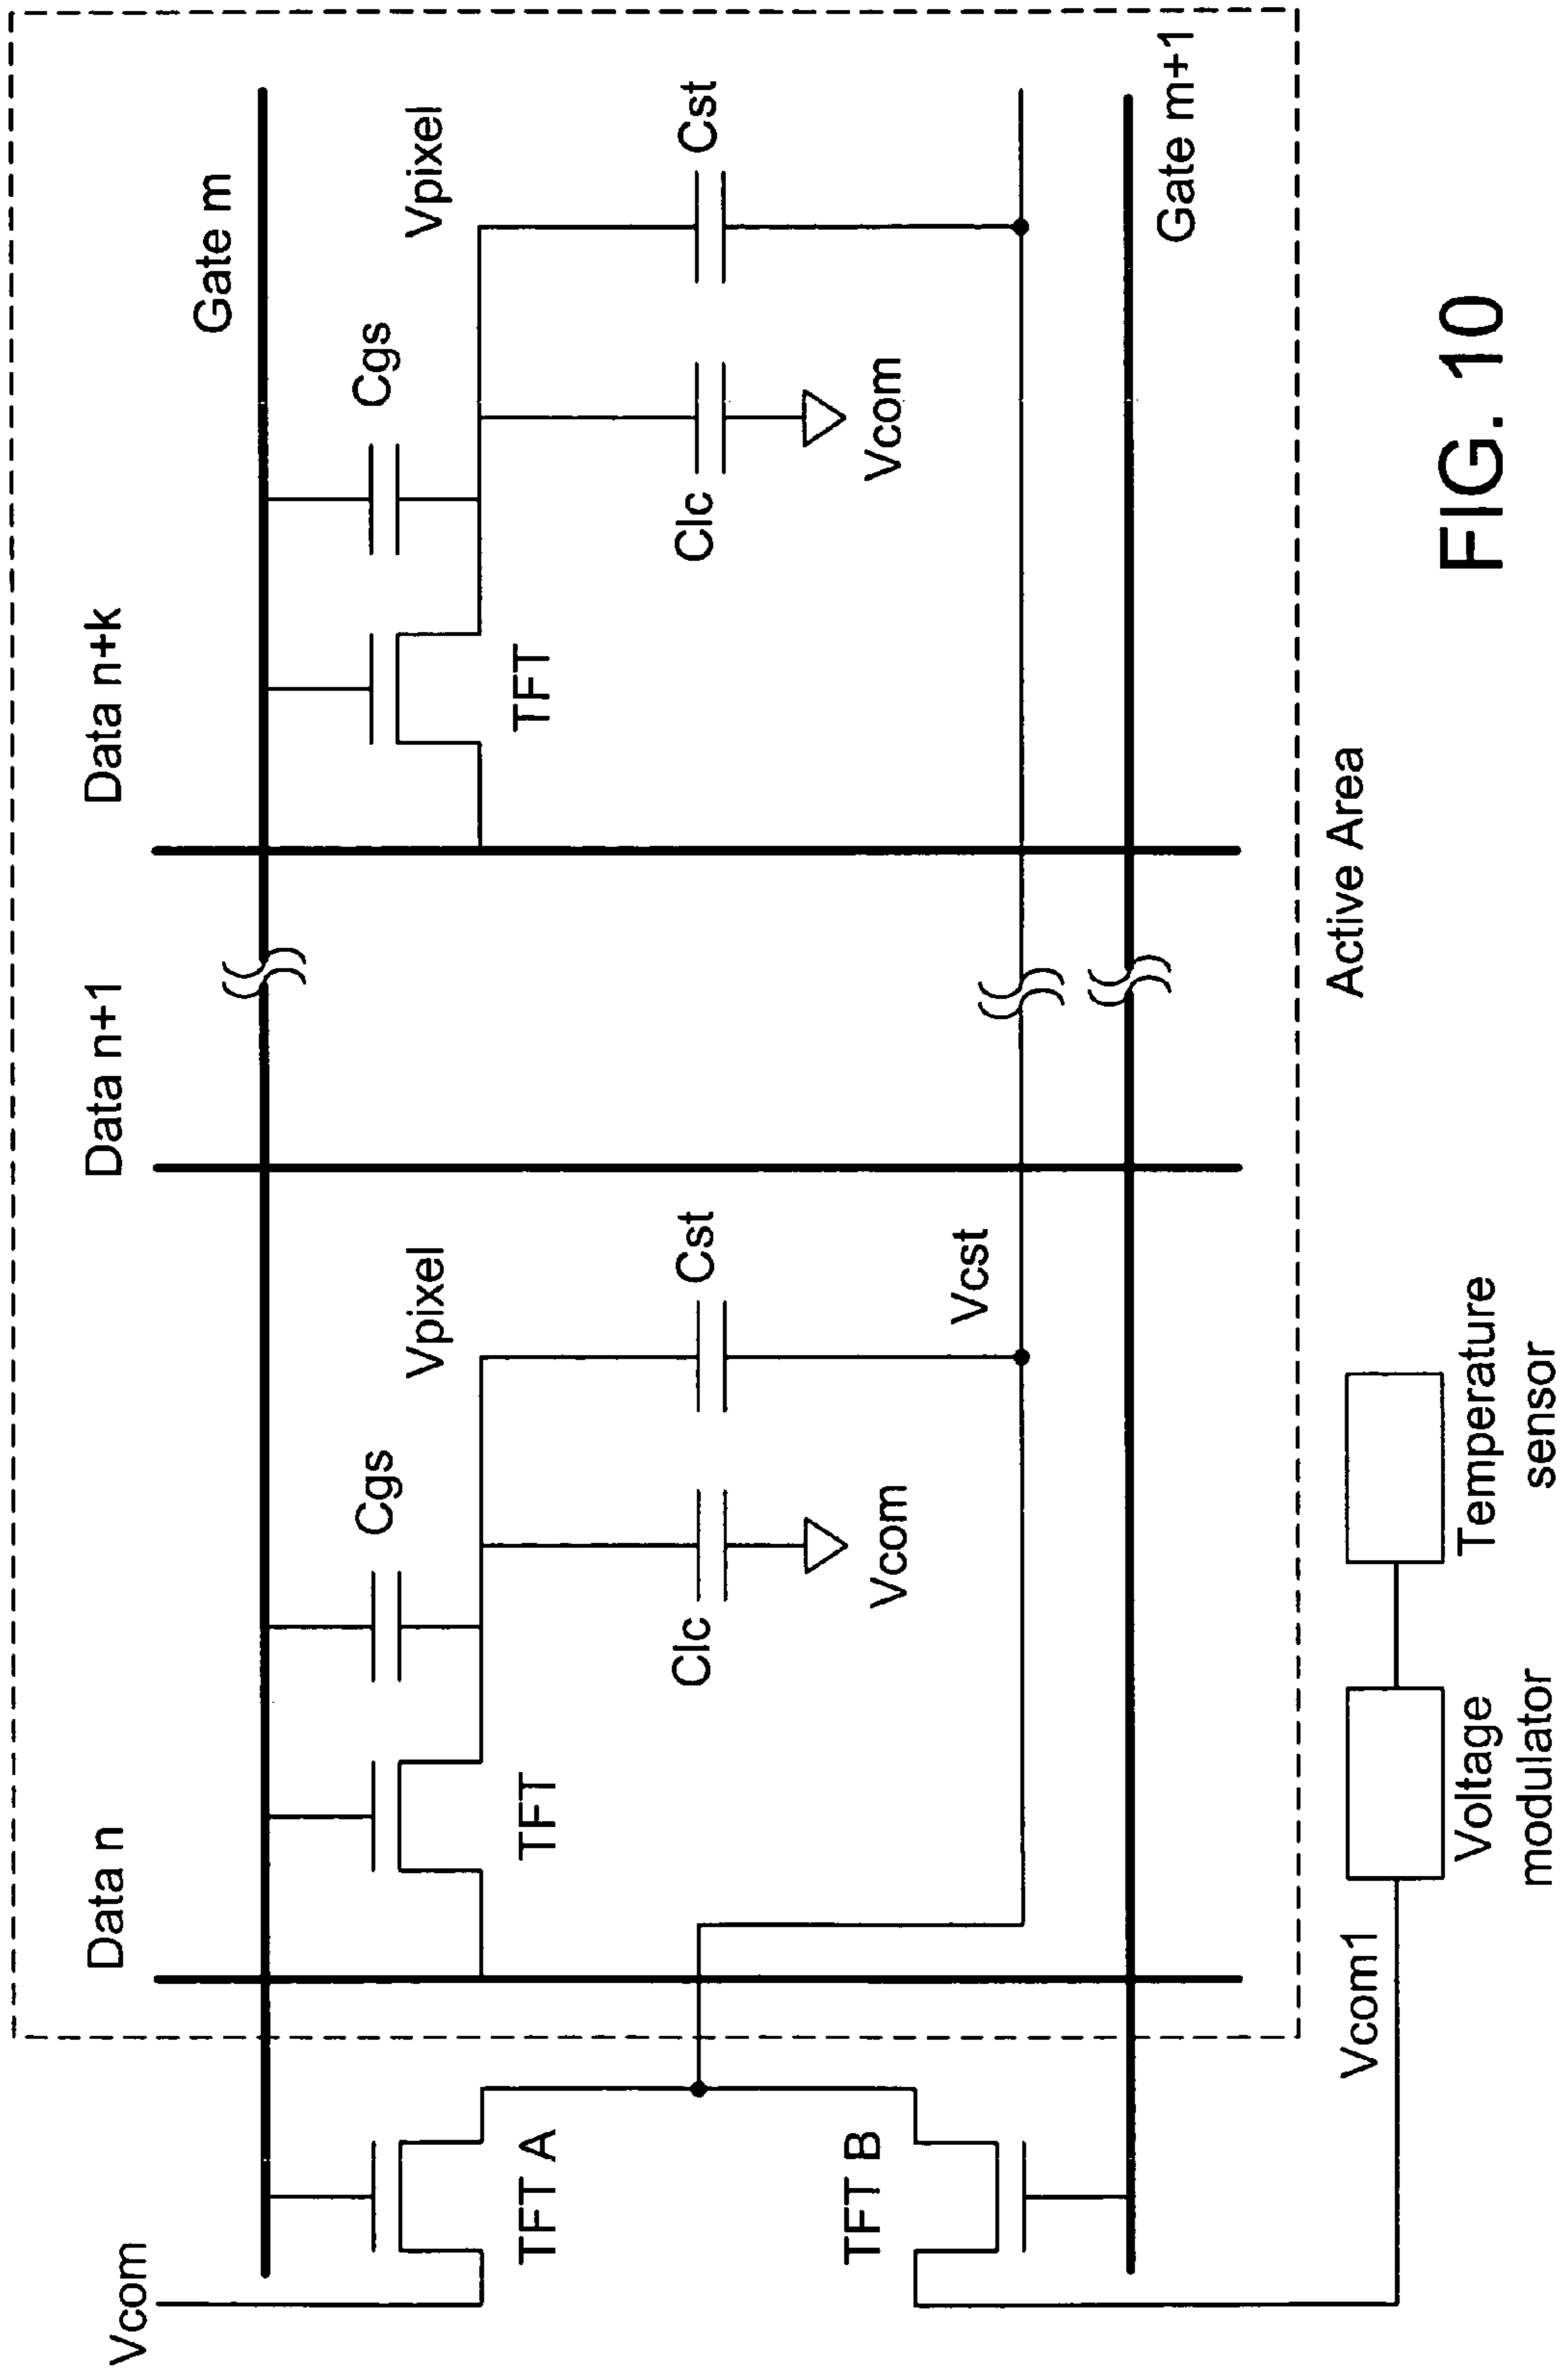 Data n
Data n+1
Data n+k
Vcom
Gate m
Cgs
Cgs
Vpixel
Vpixel
TFT A
TFT
TFT
Clc
Cst
Clc
Cst
TFT B
Vcom
Vcom
Vcst
Gate m+1
Vcom1
Active Area
Voltage
modulator
Temperature
sensor
FIG. 10